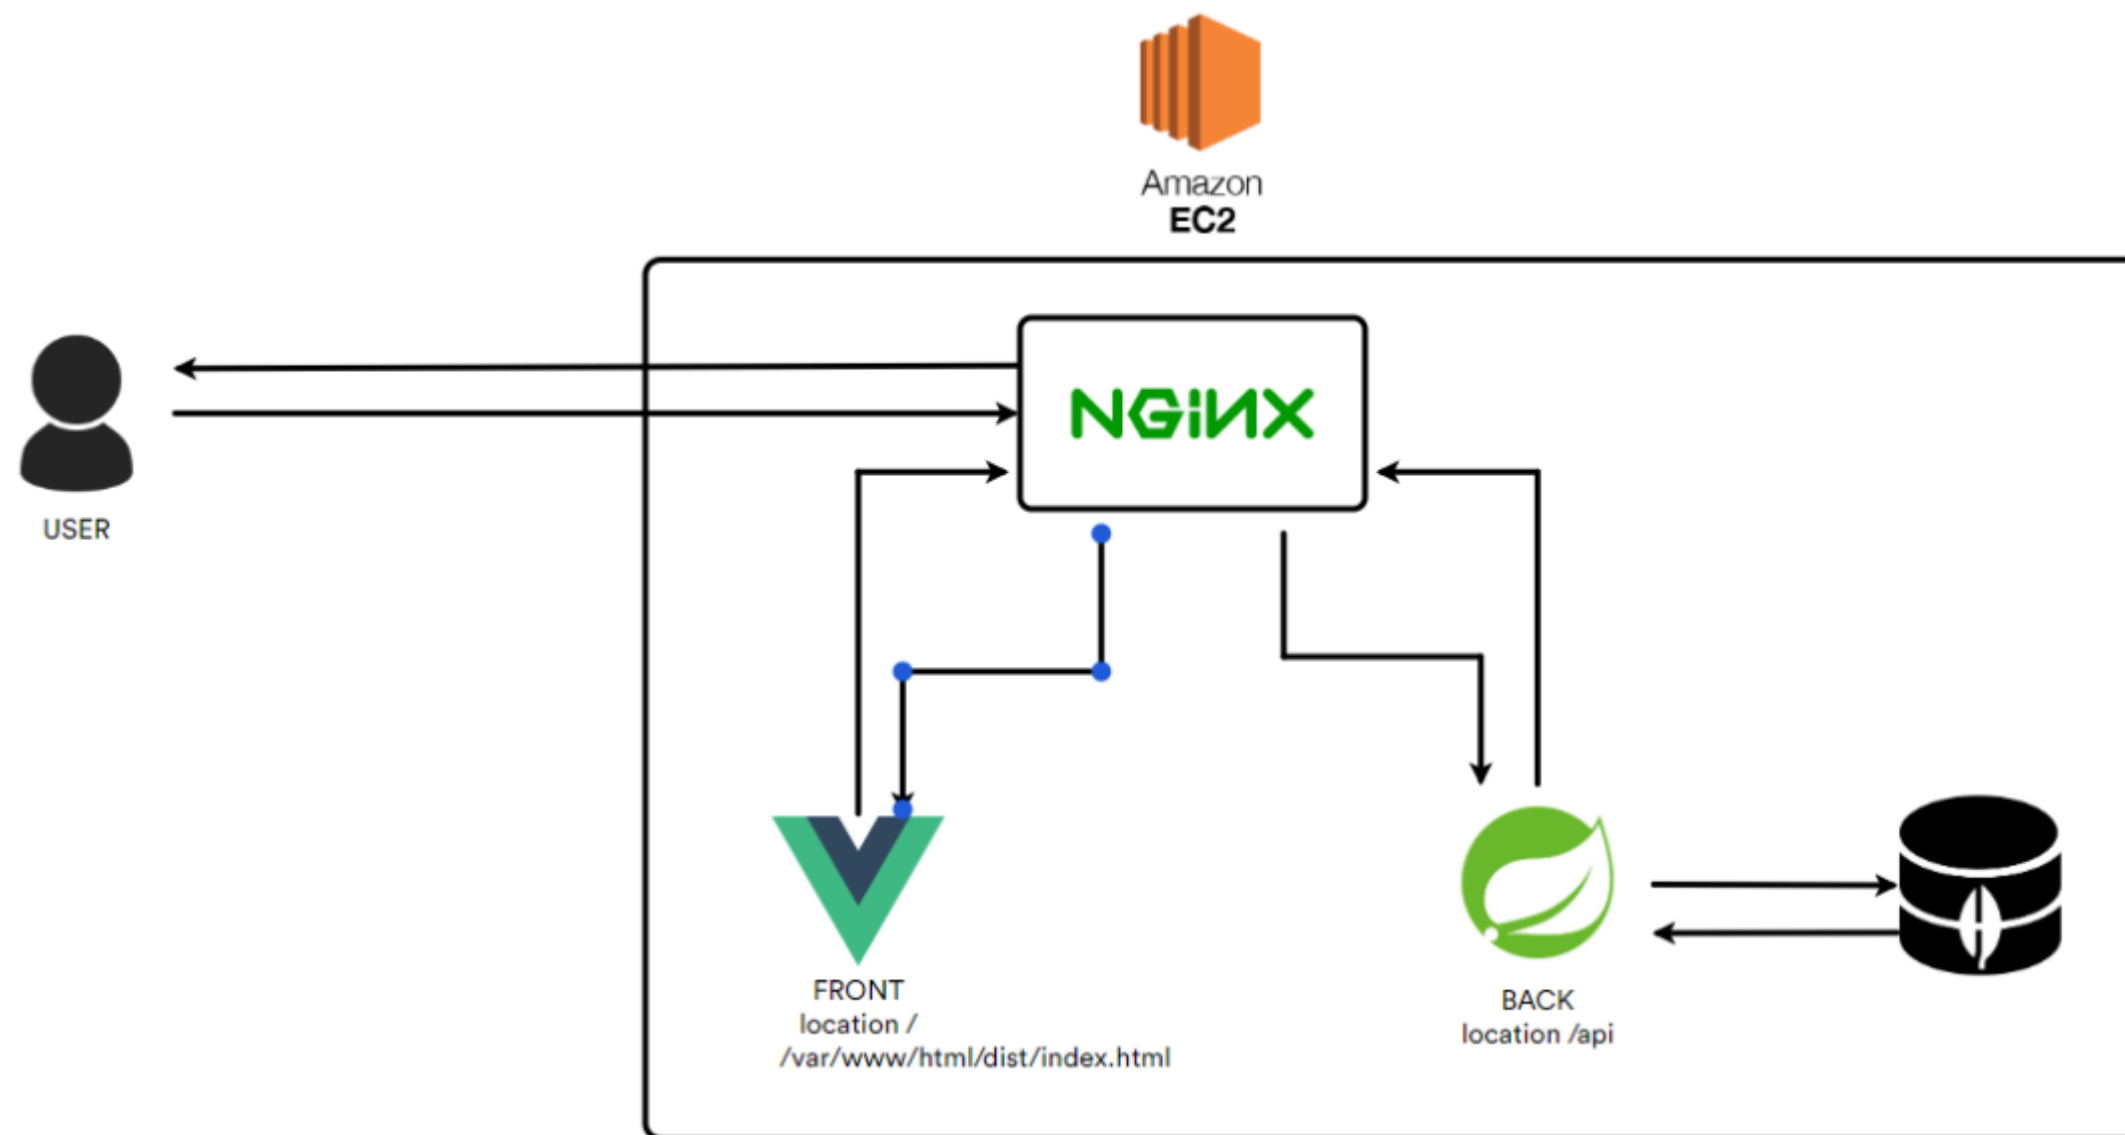 Amazon
EC2
NGiNX
USER
FRONT
location /
/var/www/html/dist/index.html
BACK
location /api